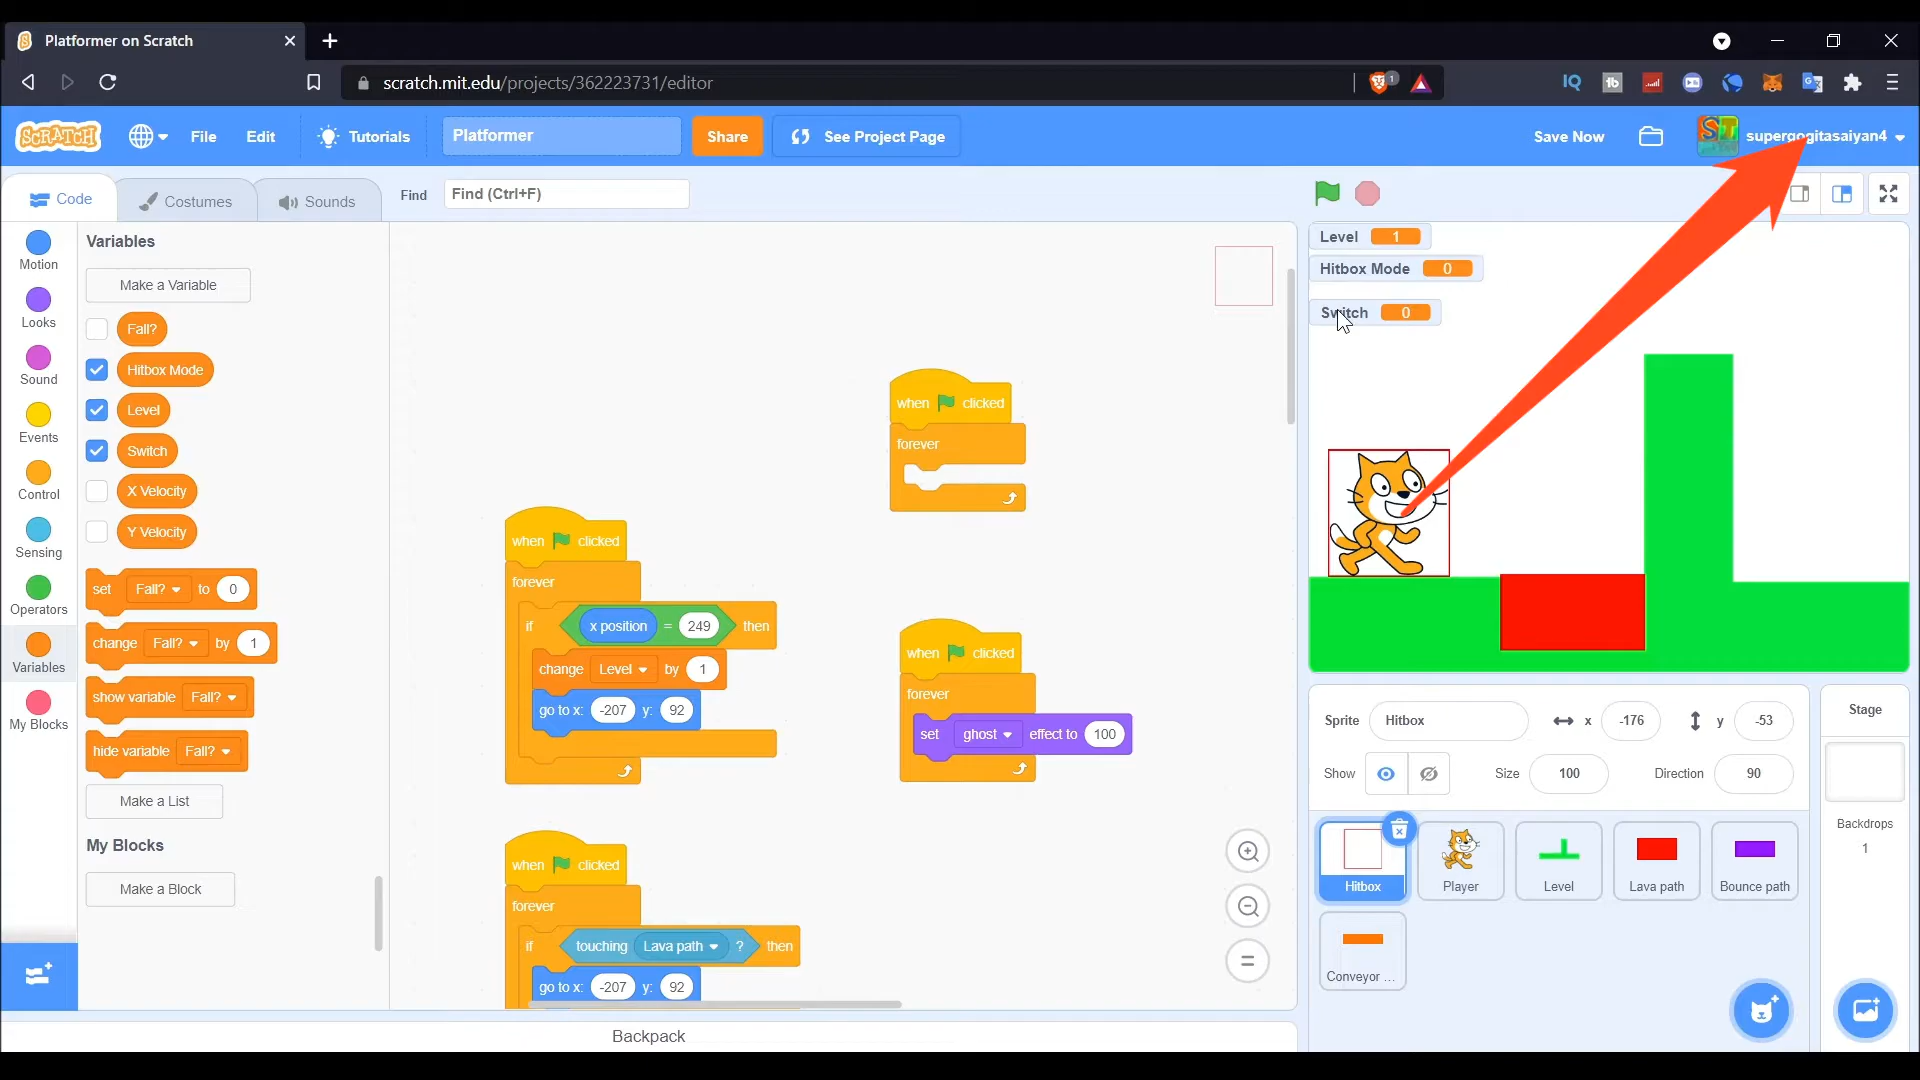 Platformer on Scratch
scratch.mit.edu/projects/362223731/editor
1
SCRATCH
File
Edit
Tutorials
Platformer
Share
See Project Page
Save Now
ST
supergogitasaiyan4
Code
Costumes
Sounds
Find
Find (Ctrl+F)
Motion
Looks
Sound
Events
Control
Sensing
Operators
Variables
My Blocks
Variables
Make a Variable
Fall?
Hitbox Mode
Level
Switch
X Velocity
Y Velocity
set Fall? to 0
change Fall? by 1
show variable Fall?
hide variable Fall?
Make a List
My Blocks
Make a Block
when clicked
forever
if x position = 249 then
change Level by 1
go to x: -207 y: 92
when clicked
forever
if touching Lava path ? then
go to x: -207 y: 92
when clicked
forever
when clicked
forever
set ghost effect to 100
Backpack
Level 1
Hitbox Mode 0
Switch 0
Sprite Hitbox x -176 y -53
Show Size 100 Direction 90
Hitbox
Player
Level
Lava path
Bounce path
Conveyor ...
Stage
Backdrops
1